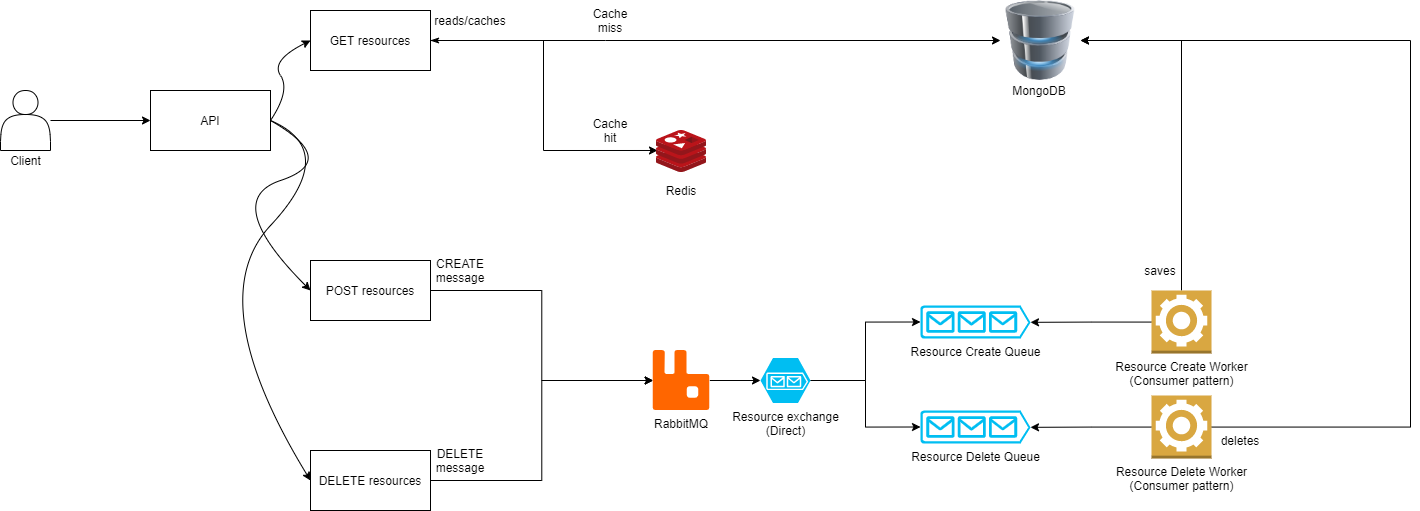 GET resources
reads/caches
Cache
miss
MongoDB
Client
API
Cache
hit
Redis
POST resources
CREATE
message
saves
Resource Create Queue
Resource Create Worker
(Consumer pattern)
RabbitMQ
Resource exchange
(Direct)
DELETE resources
DELETE
message
Resource Delete Queue
deletes
Resource Delete Worker
(Consumer pattern)